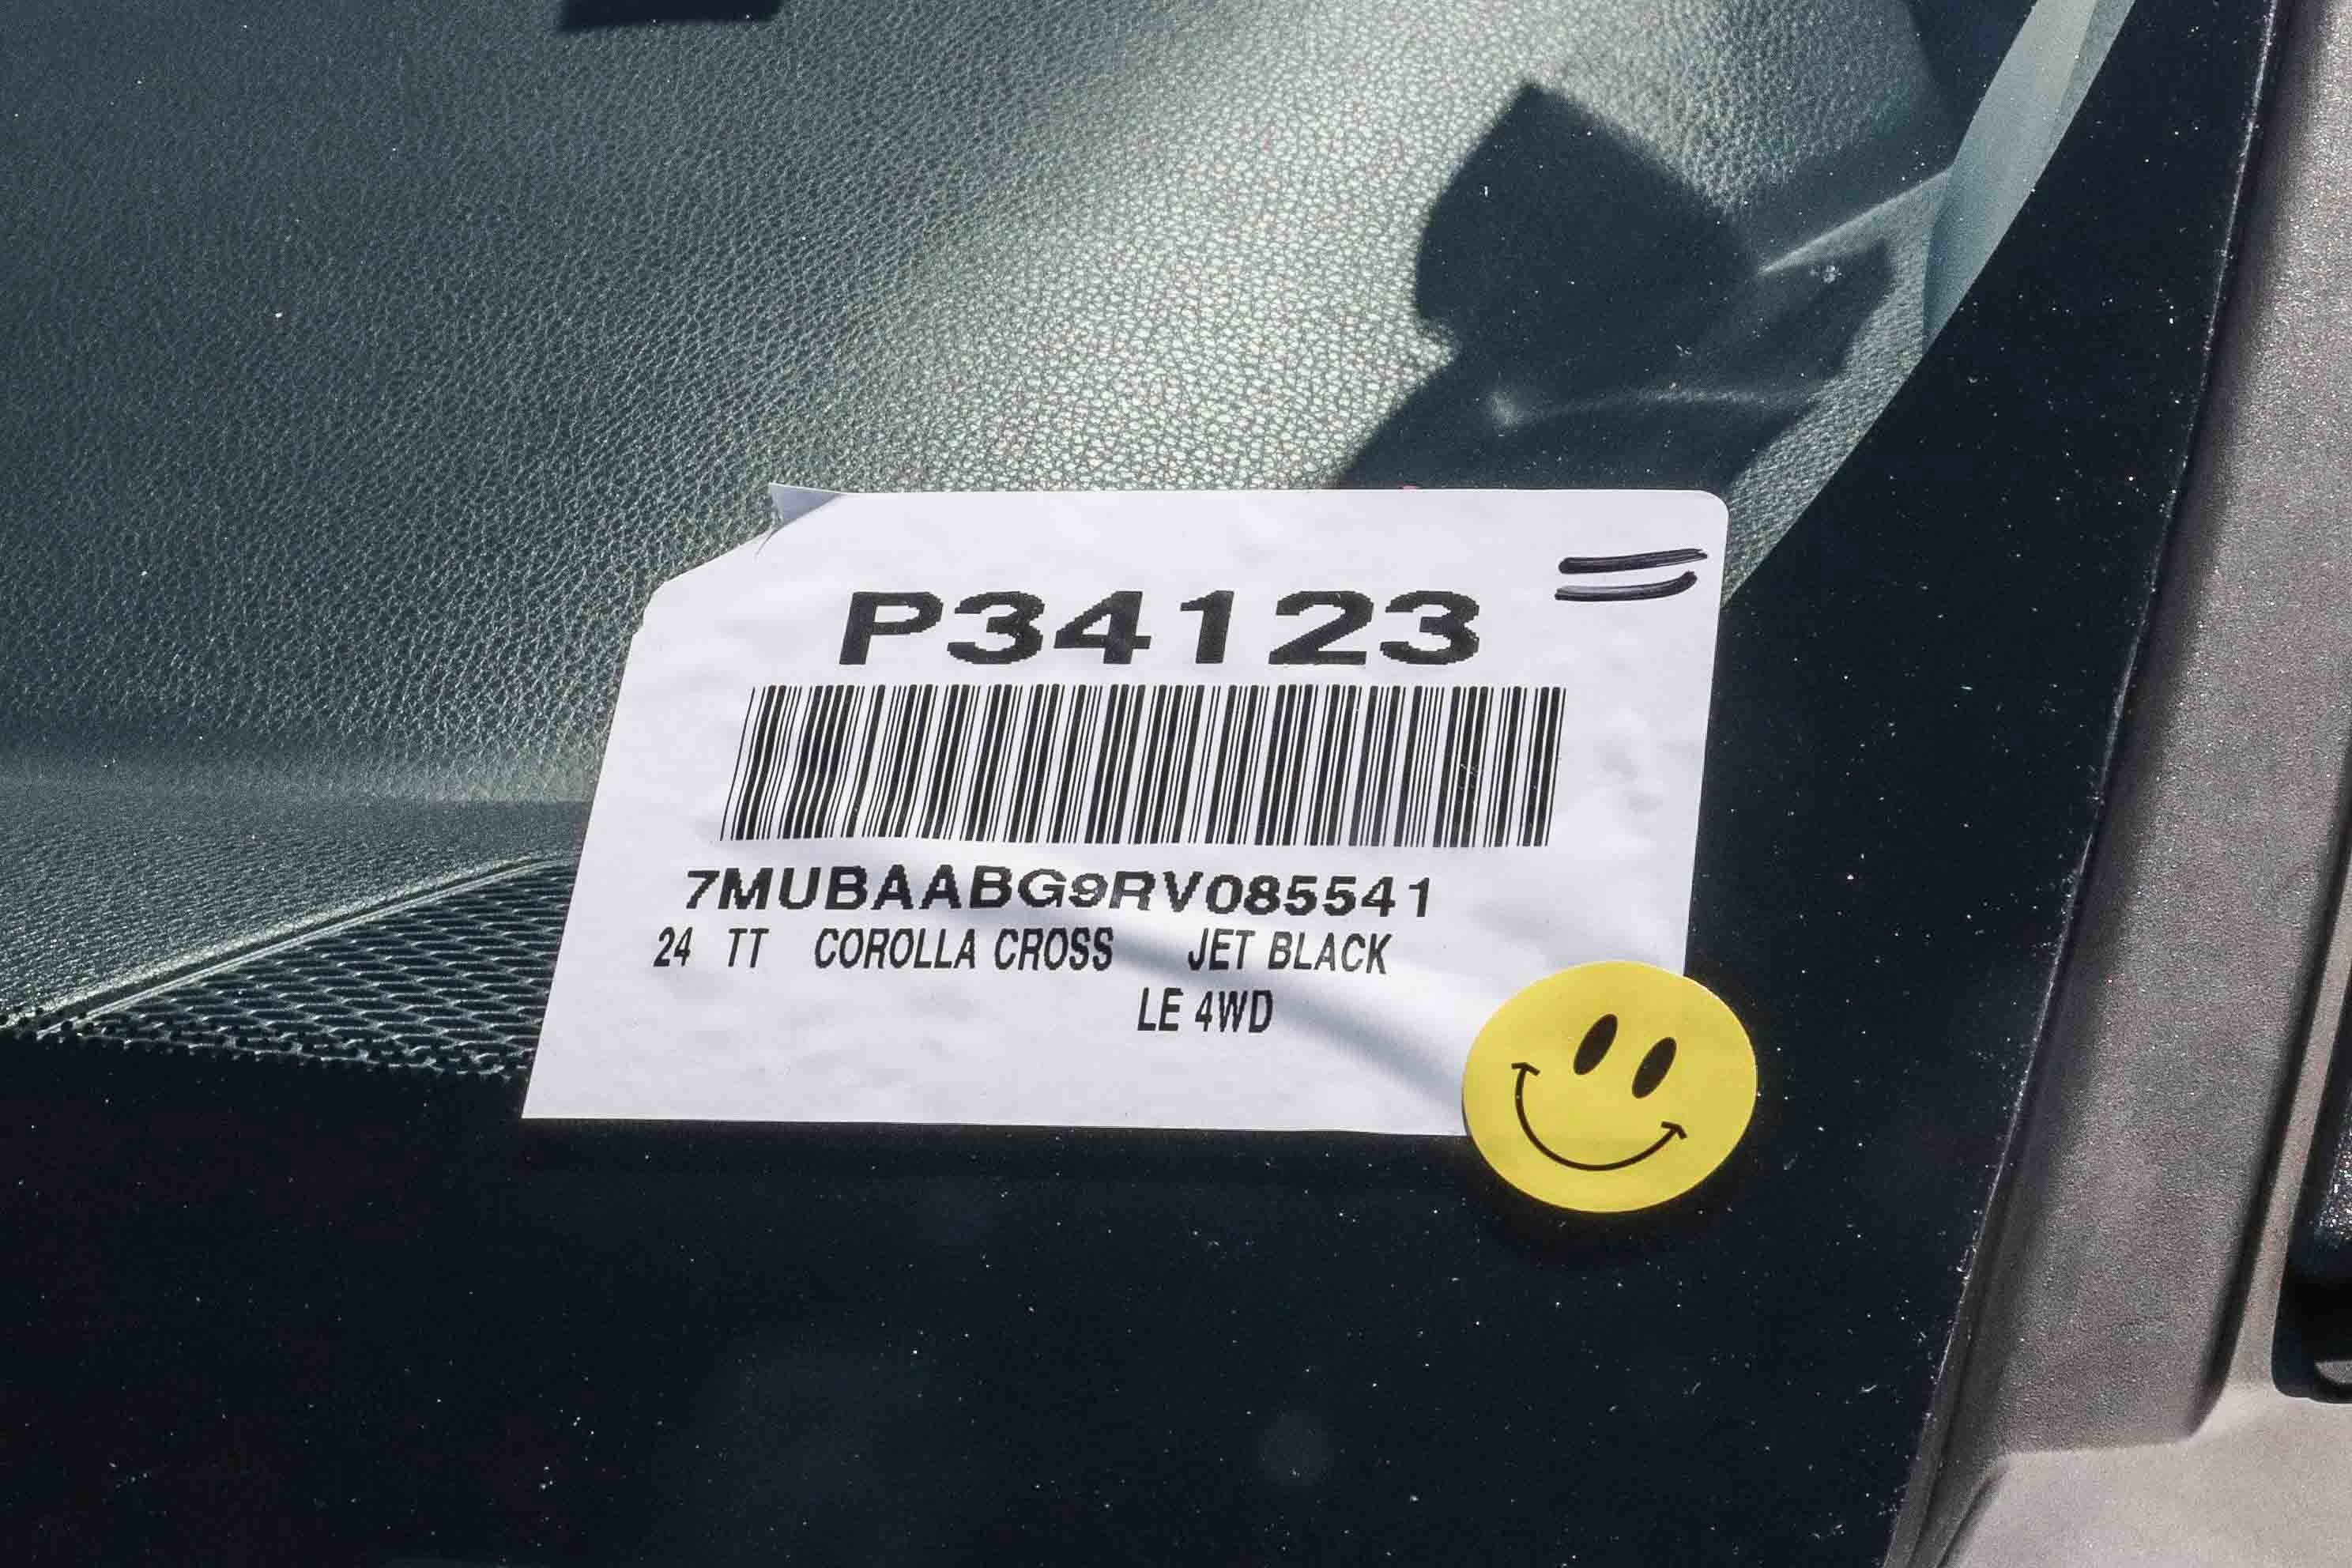 P34123
7MUBAABG9RV085541
24 TT COROLLA CROSS JET BLACK
LE 4WD